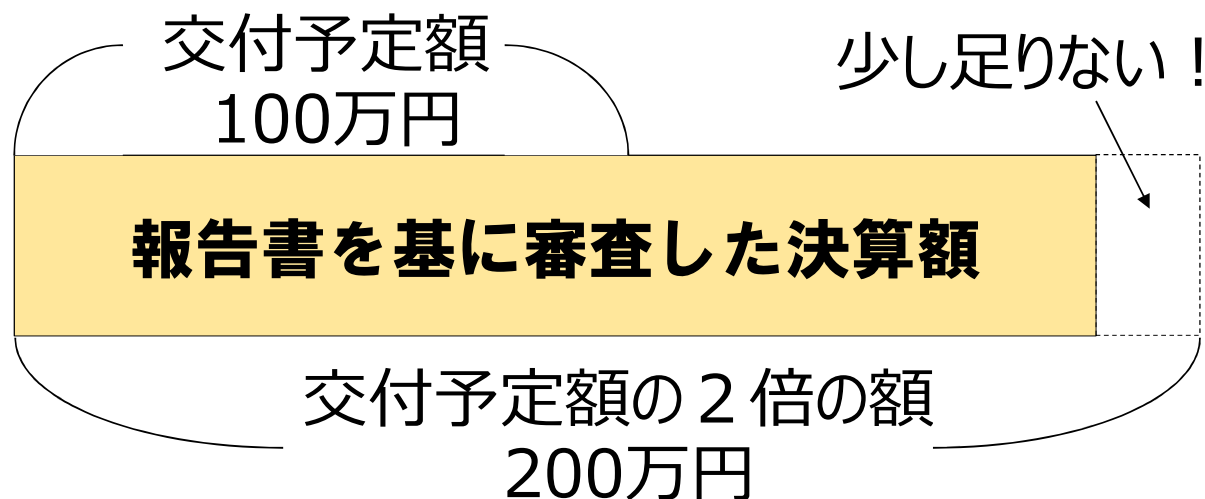 交付予定額
100万円
少し足りない！
報告書を基に審査した決算額
交付予定額の２倍の額
200万円